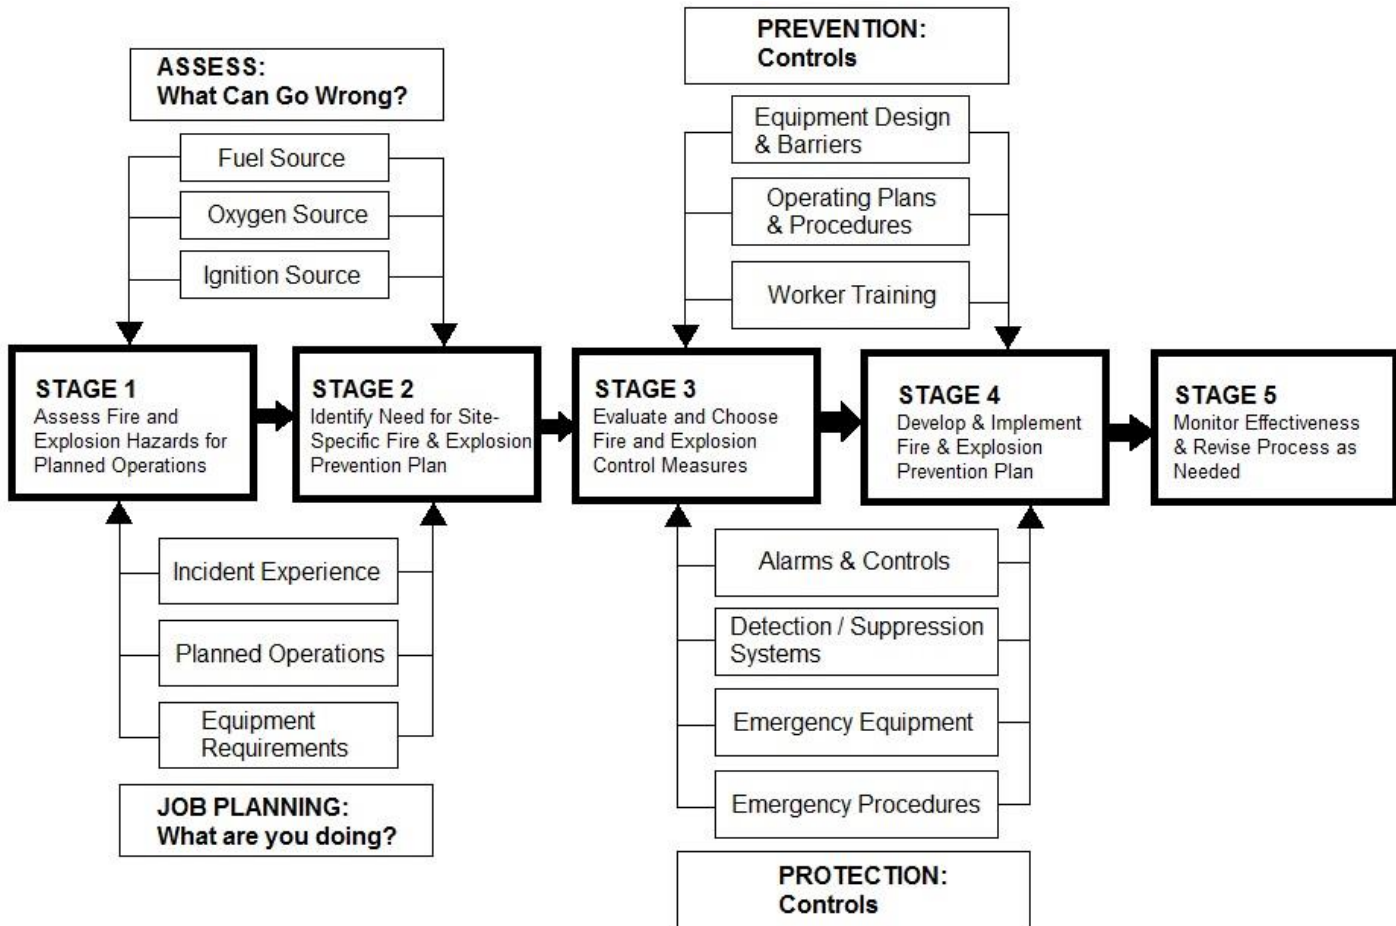 PREVENTION:
Controls
ASSESS:
What Can Go Wrong?
Equipment Design
& Barriers
Fuel Source
Operating Plans
& Procedures
Oxygen Source
Ignition Source
Worker Training
STAGE 1
Assess Fire and
Explosion Hazards for
Planned Operations
STAGE 2
Identify Need for Site-
Specific Fire & Explosion
Prevention Plan
STAGE 3
Evaluate and Choose
Fire and Explosion
Control Measures
STAGE 4
Develop & Implement
Fire & Explosion
Prevention Plan
STAGE 5
Monitor Effectiveness
& Revise Process as
Needed
Incident Experience
Planned Operations
Equipment
Requirements
JOB PLANNING:
What are you doing?
Alarms & Controls
Detection / Suppression
Systems
Emergency Equipment
Emergency Procedures
PROTECTION:
Controls